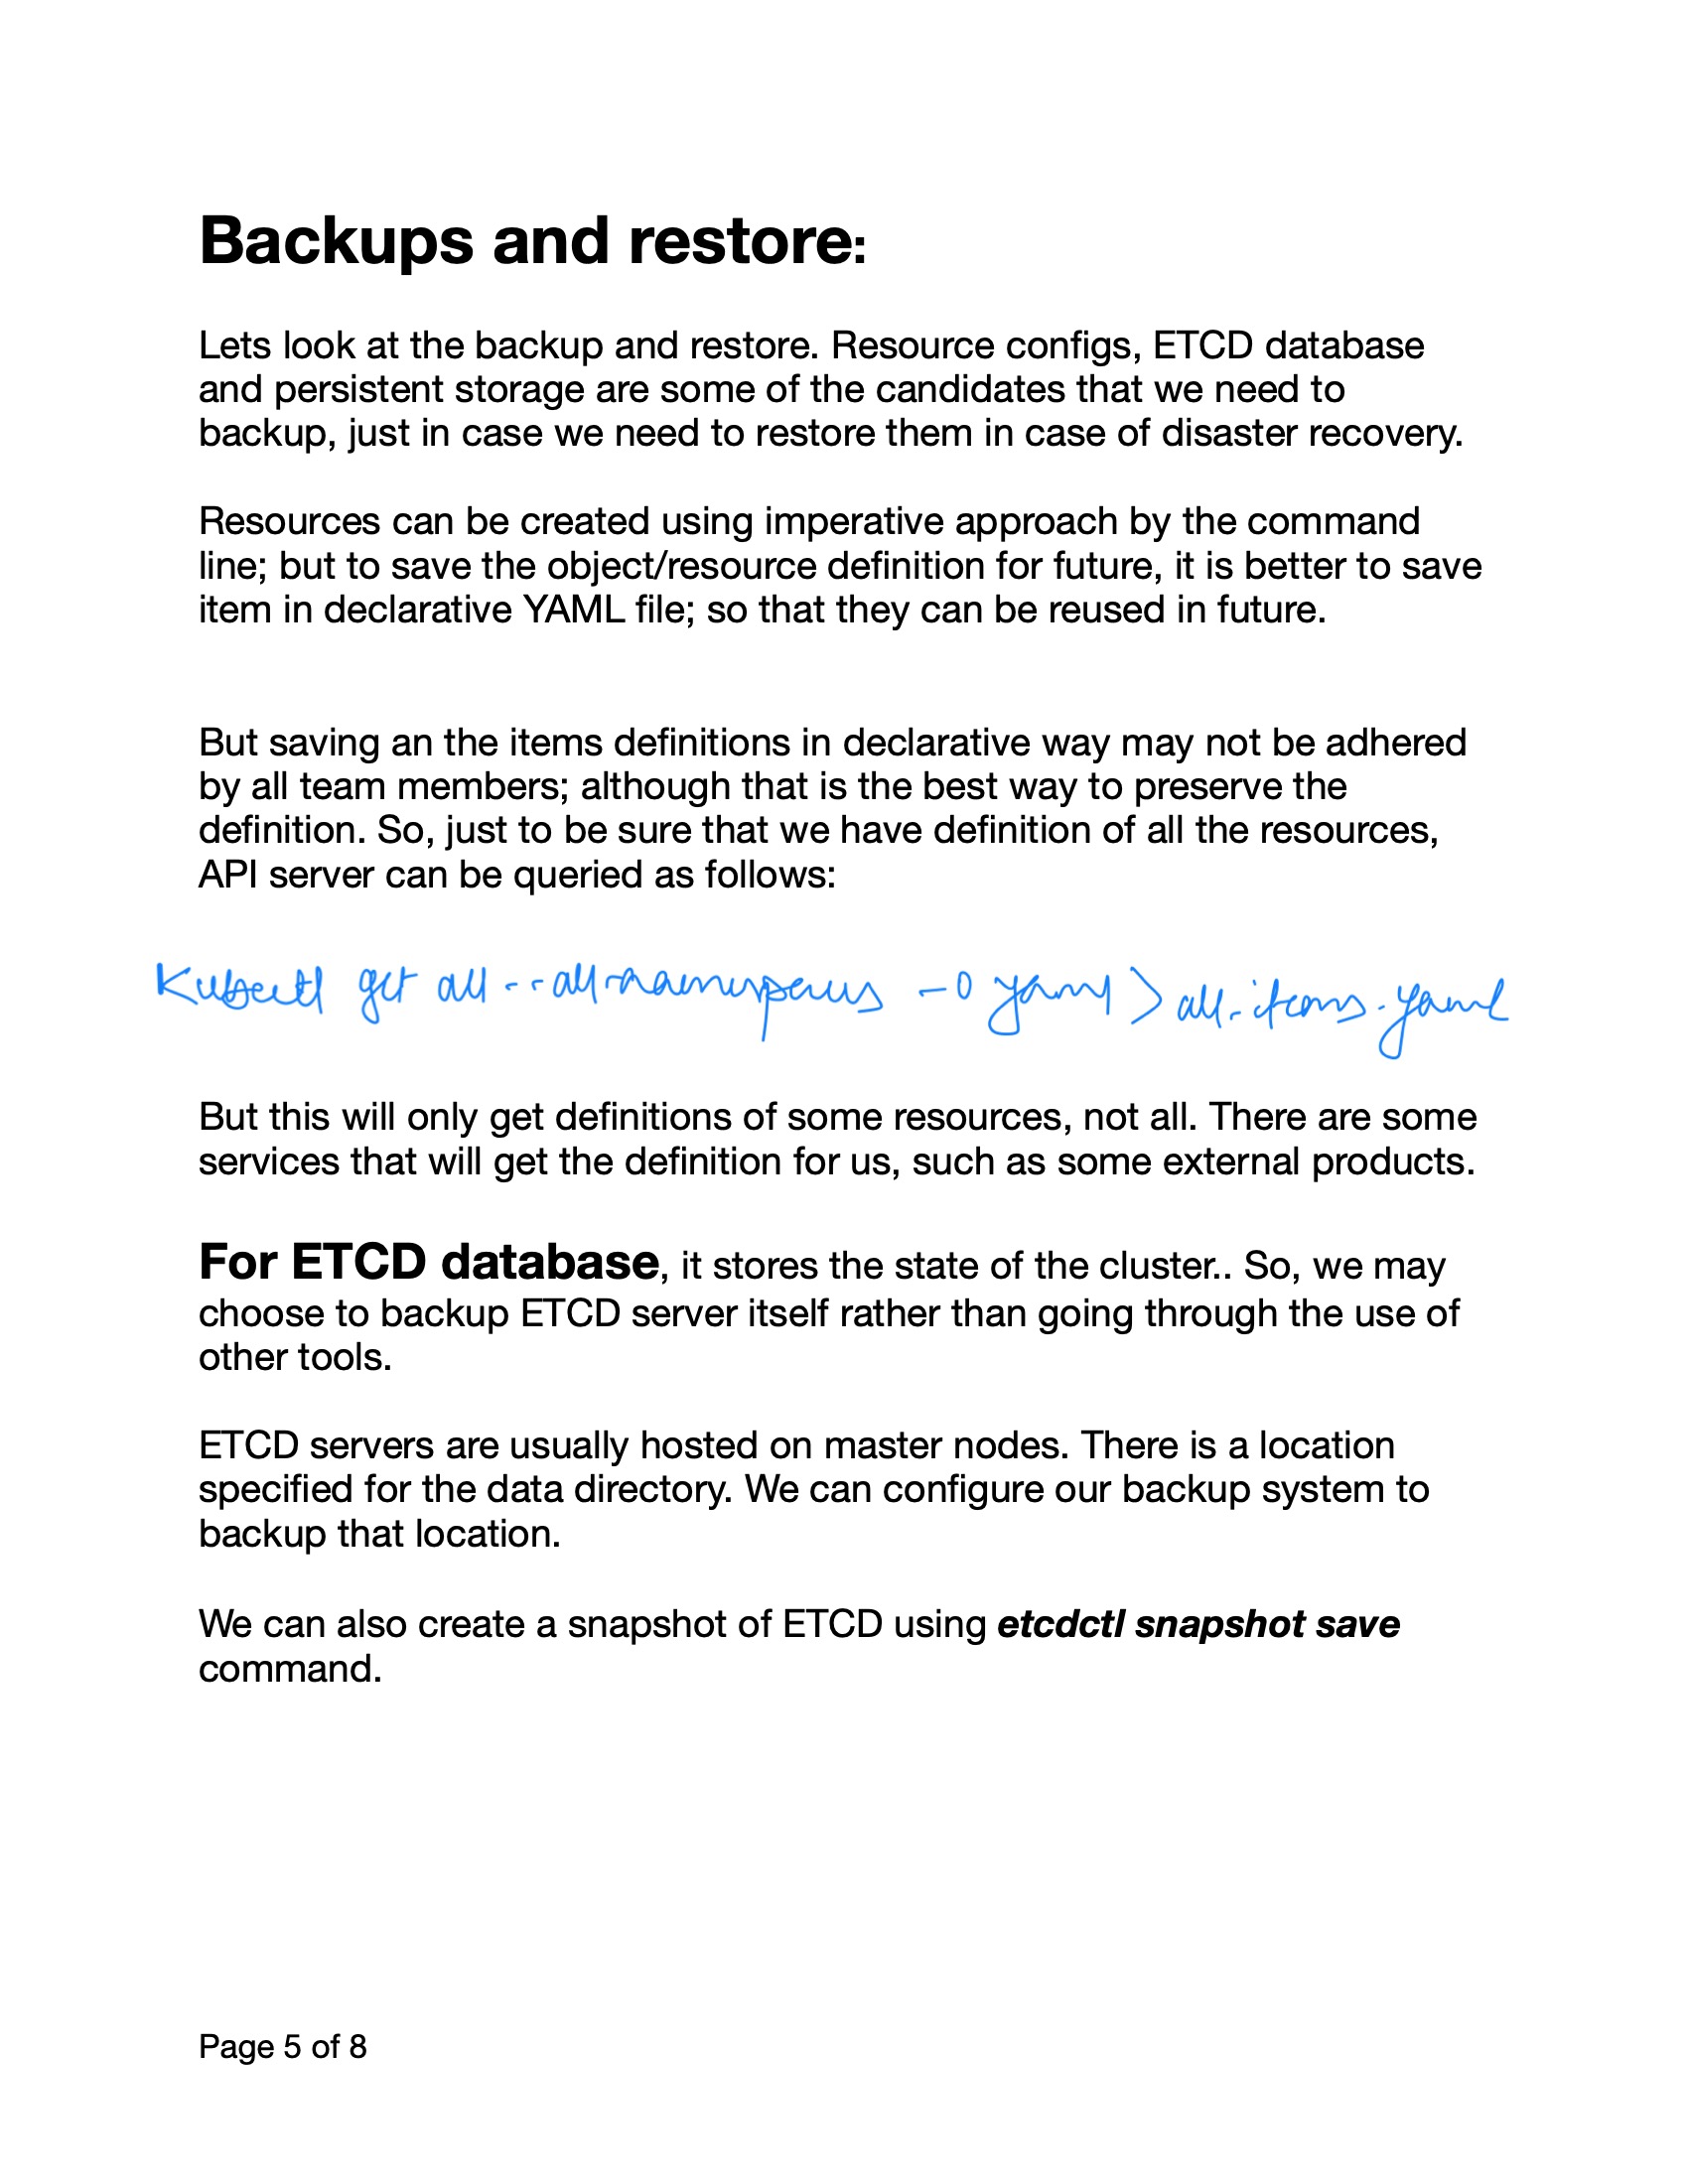 Backups and restore:
Lets look at the backup and restore. Resource configs, ETCD database
and persistent storage are some of the candidates that we need to
backup, just in case we need to restore them in case of disaster recovery.
Resources can be created using imperative approach by the command
line; but to save the object/resource definition for future, it is better to save
item in declarative YAML file; so that they can be reused in future.
But saving an the items definitions in declarative way may not be adhered
by all team members; although that is the best way to preserve the
definition. So, just to be sure that we have definition of all the resources,
API server can be queried as follows:
Kubectl get all --all-namespaces -o yaml > all-items.yaml
But this will only get definitions of some resources, not all. There are some
services that will get the definition for us, such as some external products.
For ETCD database, it stores the state of the cluster.. So, we may
choose to backup ETCD server itself rather than going through the use of
other tools.
ETCD servers are usually hosted on master nodes. There is a location
specified for the data directory. We can configure our backup system to
backup that location.
We can also create a snapshot of ETCD using etcdctl snapshot save
command.
Page 5 of 8